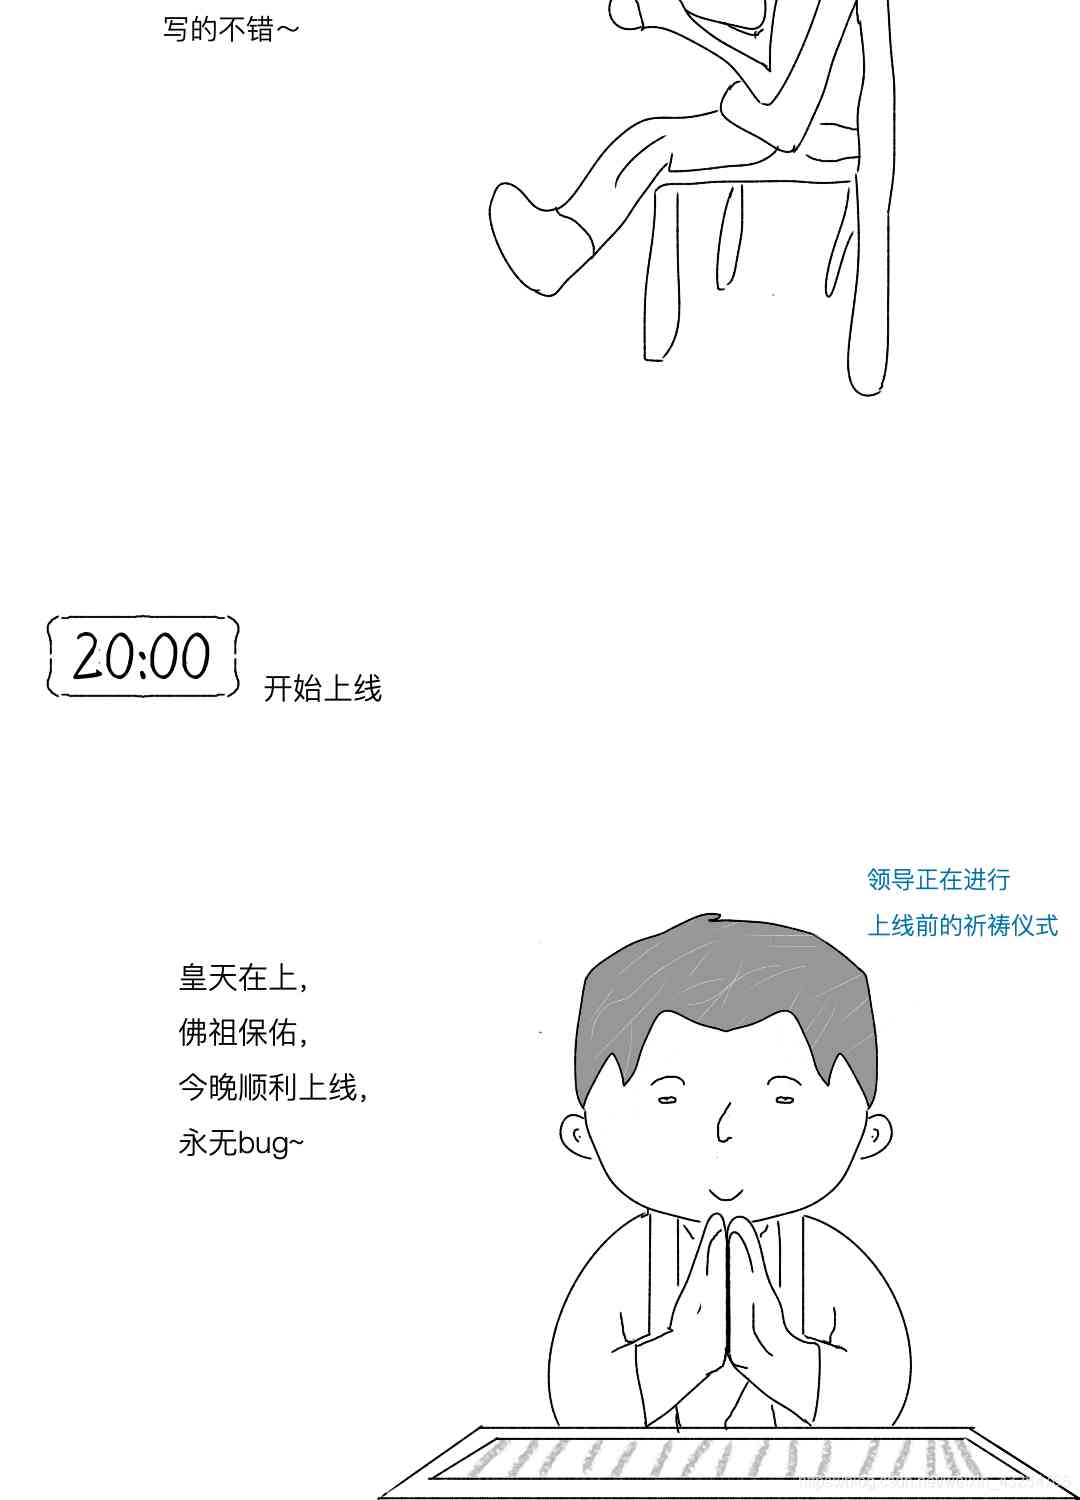 写的不错～
20:00
开始上线
领导正在进行
上线前的祈祷仪式
皇天在上，
佛祖保佑，
今晚顺利上线，
永无bug~